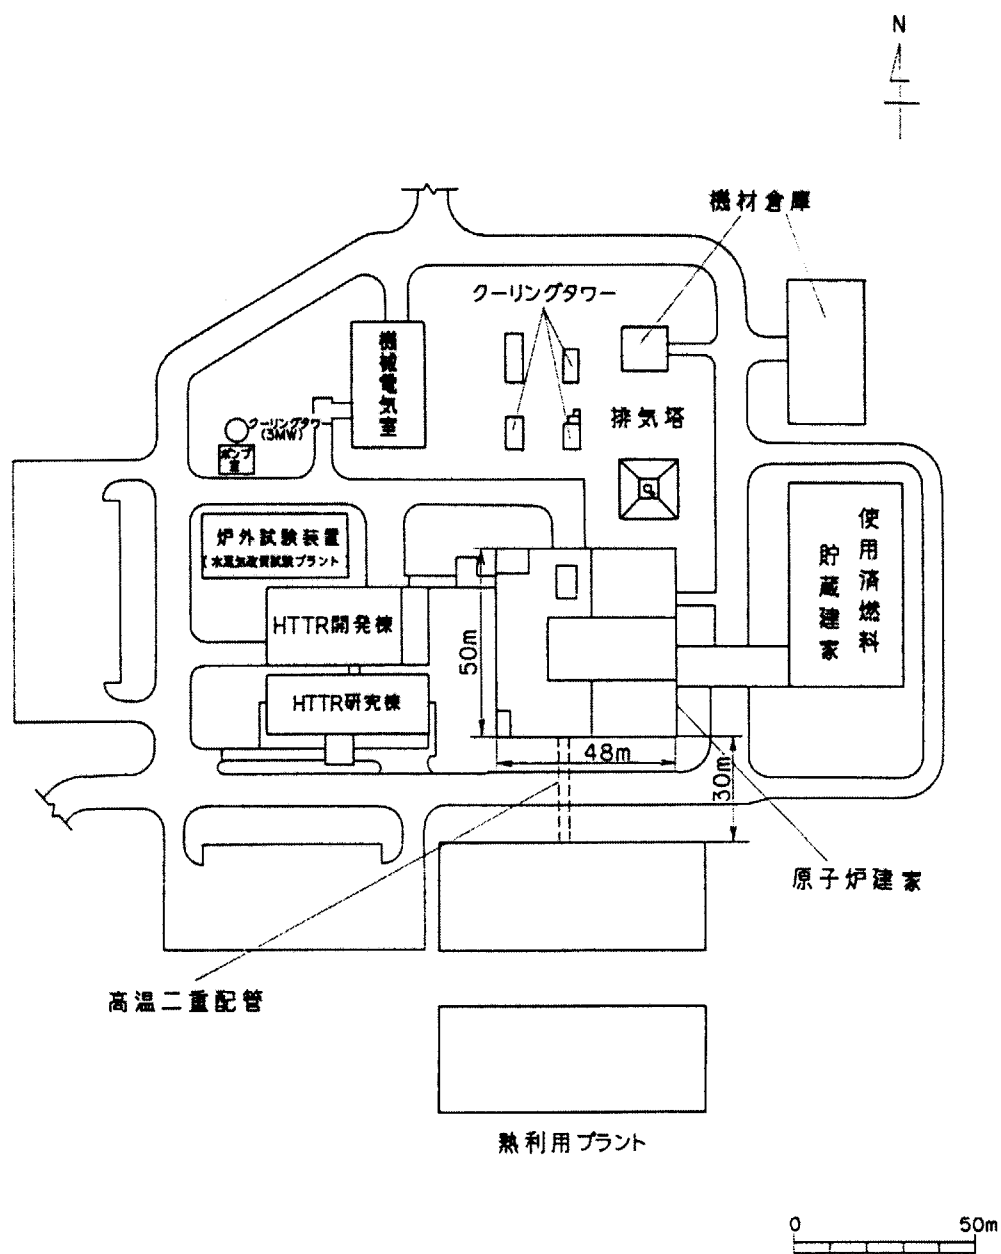 N
機材倉庫
クーリングタワー
機械電気室
排気塔
クーリングタワー
(5MW)
ポンプ
室
炉外試験装置
(水蒸気改質試験プラント)
使用済燃料
貯蔵建家
HTTR開発棟
50m
HTTR研究棟
48m
30m
原子炉建家
高温二重配管
熱利用プラント
0 50m